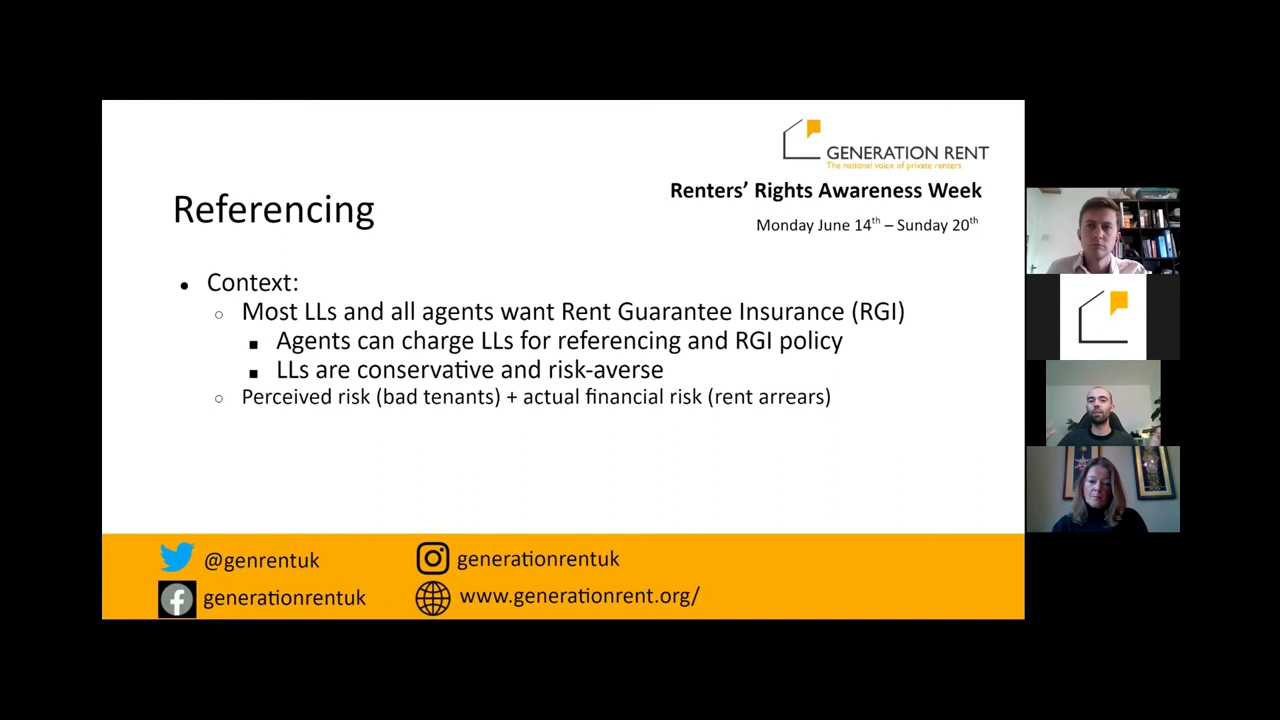 GENERATION RENT
The national voice of private renters
Renters’ Rights Awareness Week
Monday June 14th – Sunday 20th
Referencing
● Context:
○ Most LLs and all agents want Rent Guarantee Insurance (RGI)
■ Agents can charge LLs for referencing and RGI policy
■ LLs are conservative and risk-averse
○ Perceived risk (bad tenants) + actual financial risk (rent arrears)
@genrentuk
generationrentuk
generationrentuk
www.generationrent.org/